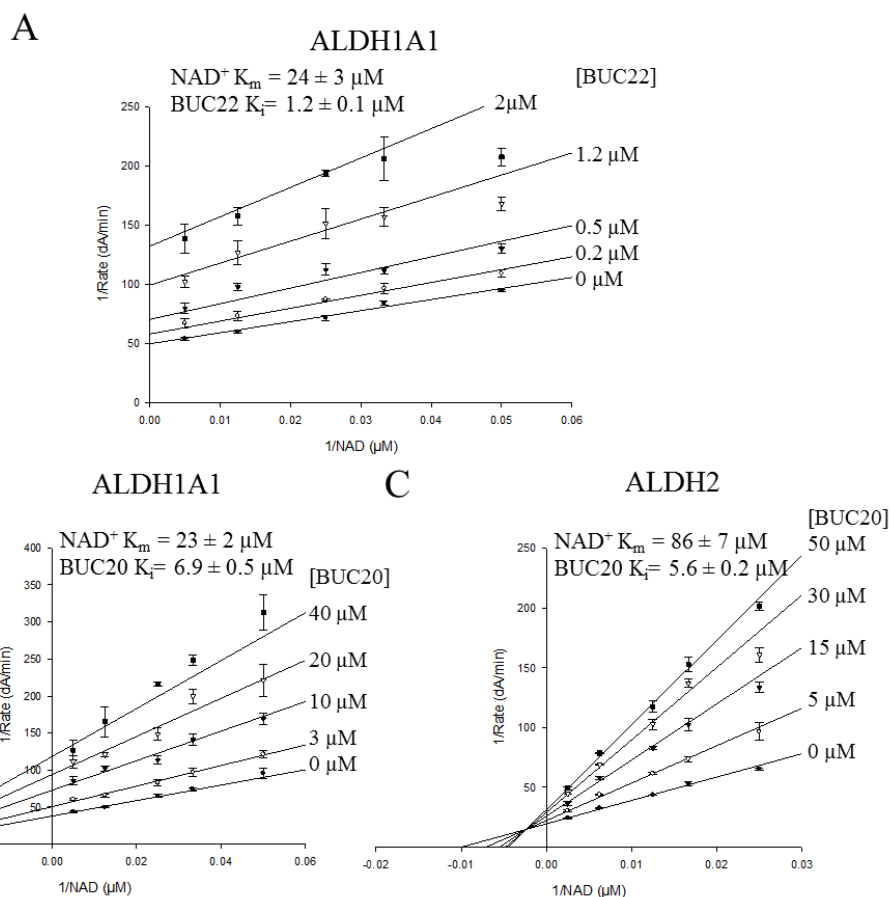 A
ALDH1A1
NAD⁺ Kₘ = 24 ± 3 µM
BUC22 Kᵢ= 1.2 ± 0.1 µM
[BUC22]
2µM
1.2 µM
0.5 µM
0.2 µM
0 µM
1/Rate (dA/min)
250
200
150
100
50
0
0.00 0.01 0.02 0.03 0.04 0.05 0.06
1/NAD (µM)
ALDH1A1
NAD⁺ Kₘ = 23 ± 2 µM
BUC20 Kᵢ= 6.9 ± 0.5 µM
[BUC20]
40 µM
20 µM
10 µM
3 µM
0 µM
1/Rate (dA/min)
400
350
300
250
200
150
100
50
0.00 0.02 0.04 0.06
1/NAD (µM)
C
ALDH2
NAD⁺ Kₘ = 86 ± 7 µM
BUC20 Kᵢ= 5.6 ± 0.2 µM
[BUC20]
50 µM
30 µM
15 µM
5 µM
0 µM
1/Rate (dA/min)
250
200
150
100
50
-0.02 -0.01 0.00 0.01 0.02 0.03
1/NAD (µM)